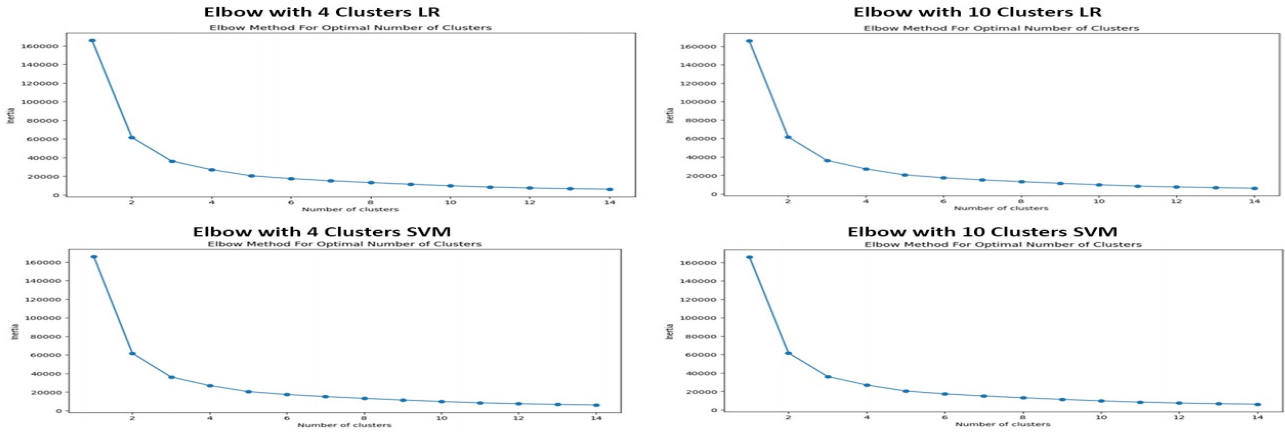 Elbow with 4 Clusters LR
Elbow Method For Optimal Number of Clusters
160000
140000
120000
100000
80000
60000
40000
20000
0
Inertia
2 4 6 8 10 12 14
Number of clusters
Elbow with 10 Clusters LR
Elbow Method For Optimal Number of Clusters
160000
140000
120000
100000
80000
60000
40000
20000
0
Inertia
2 4 6 8 10 12 14
Number of clusters
Elbow with 4 Clusters SVM
Elbow Method For Optimal Number of Clusters
160000
140000
120000
100000
80000
60000
40000
20000
0
Inertia
2 4 6 8 10 12 14
Number of clusters
Elbow with 10 Clusters SVM
Elbow Method For Optimal Number of Clusters
160000
140000
120000
100000
80000
60000
40000
20000
0
Inertia
2 4 6 8 10 12 14
Number of clusters